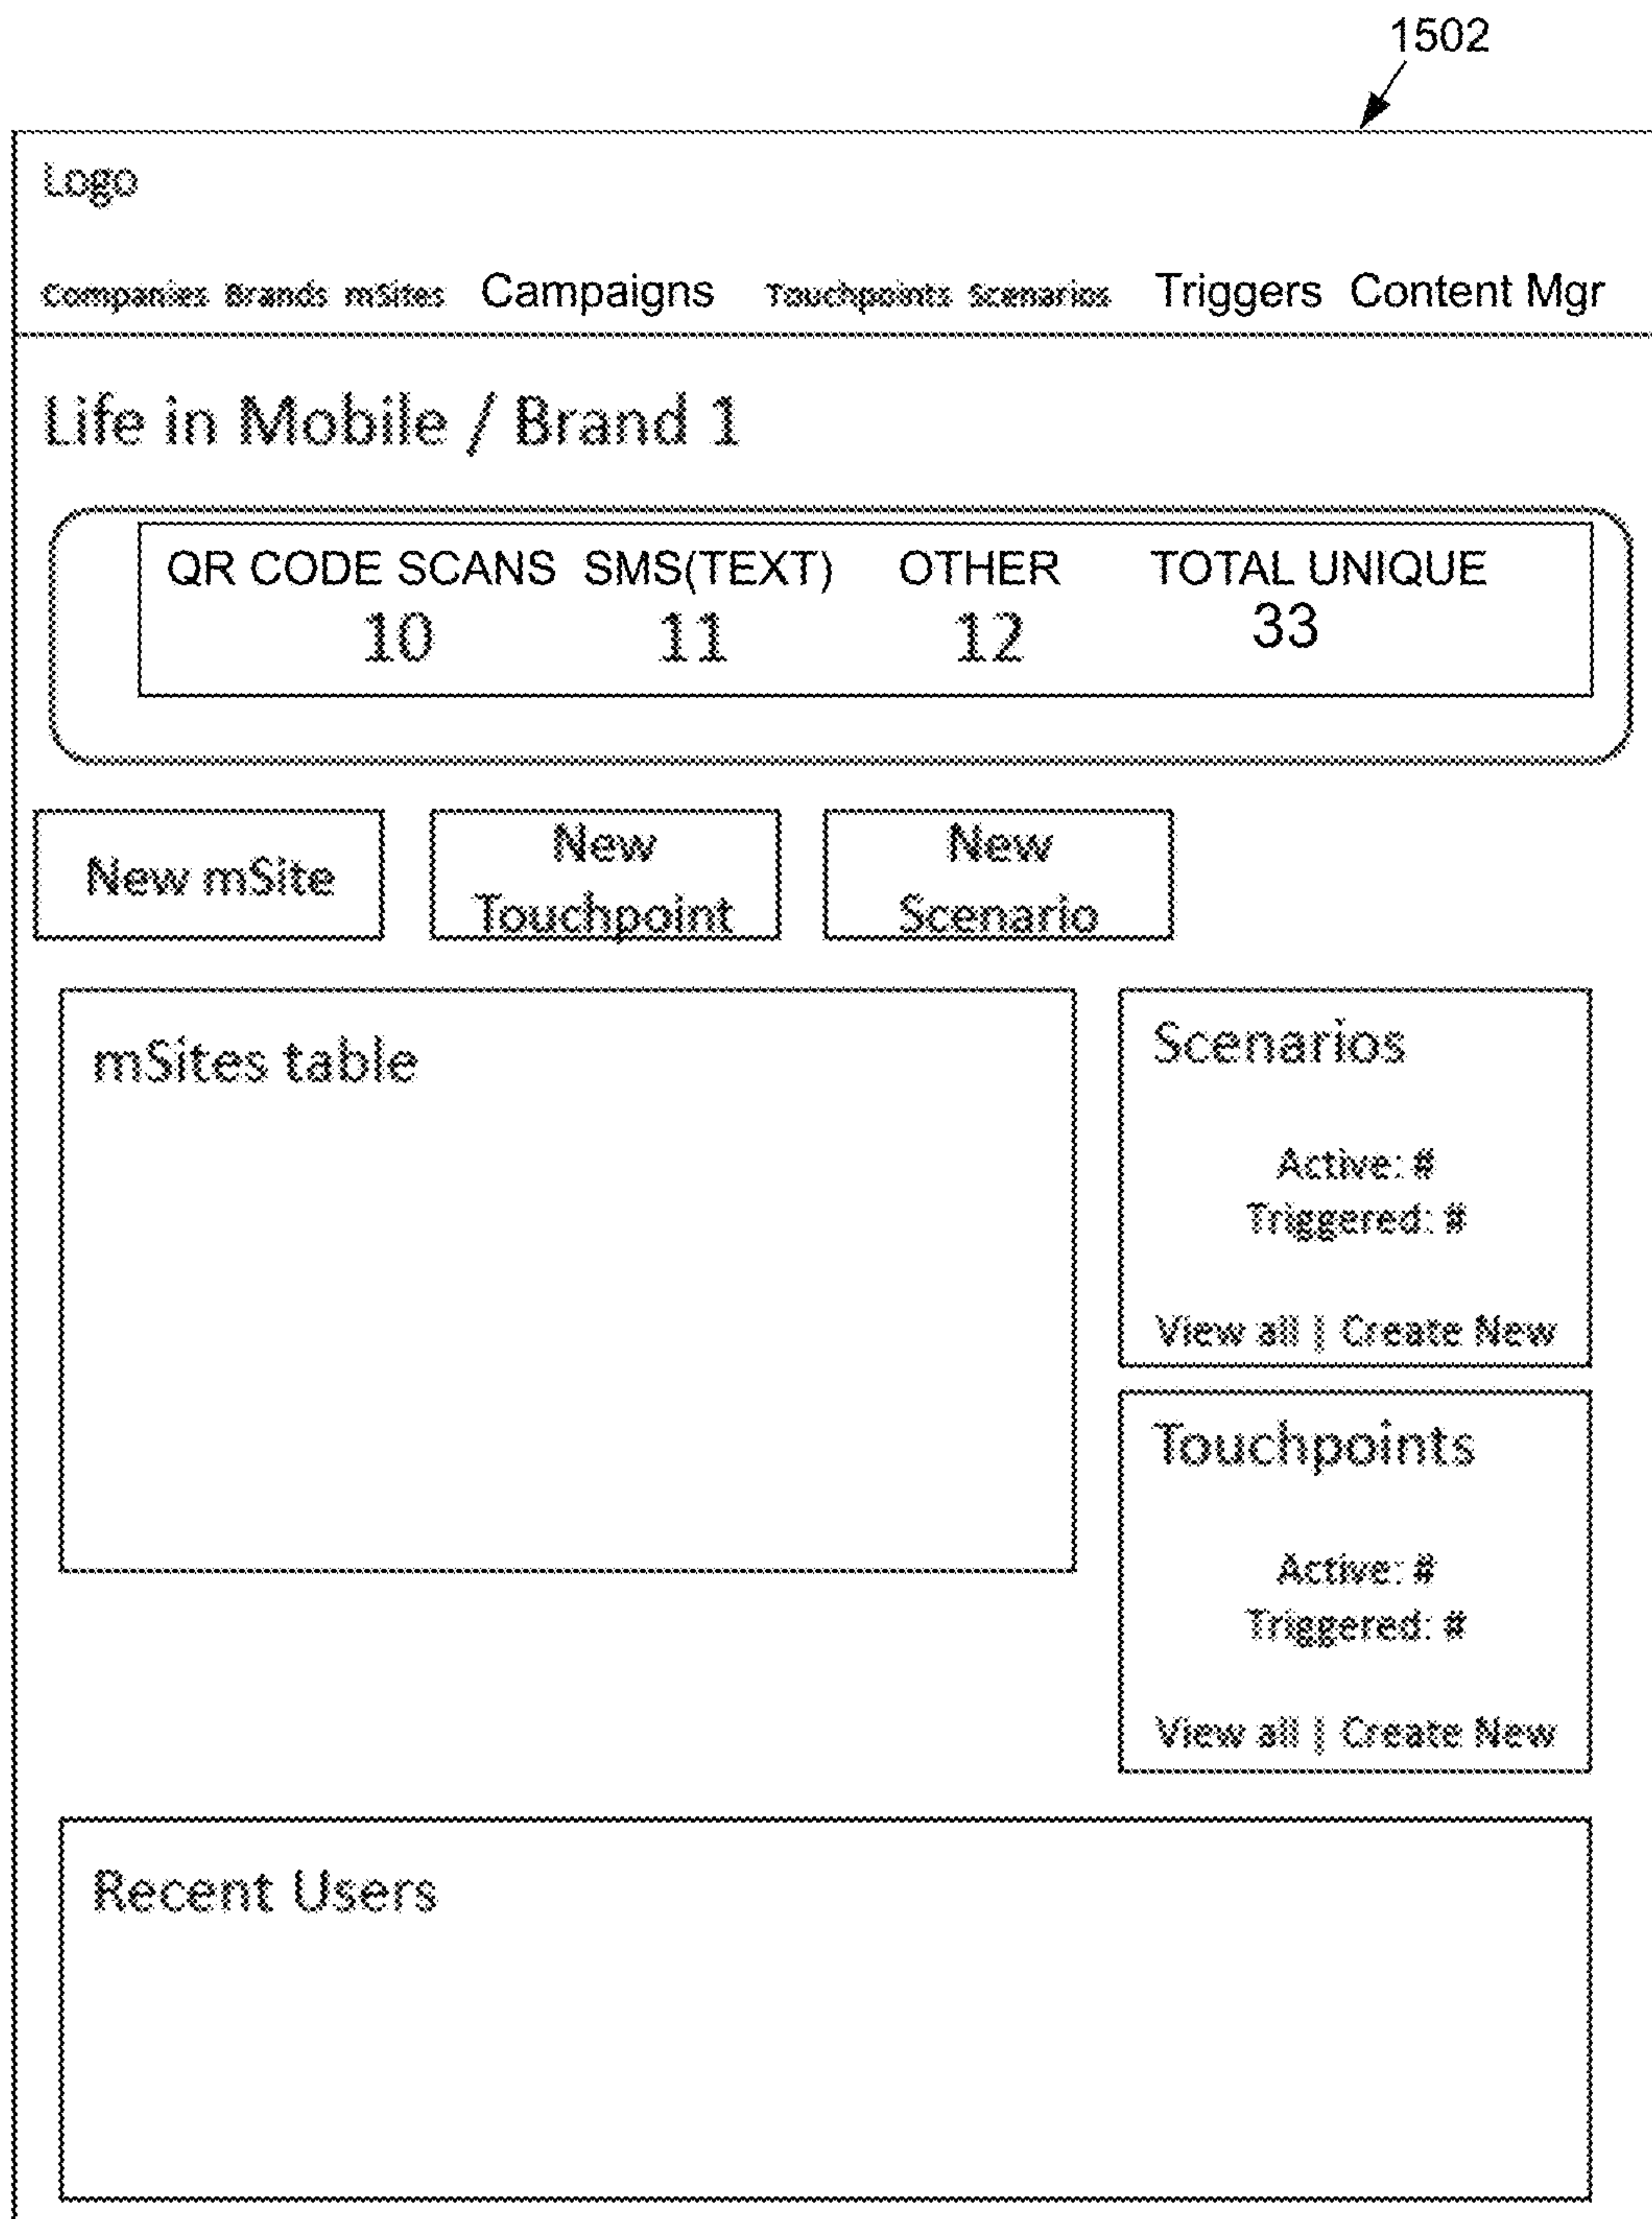 1502
Logo
Companies Brands mSites Campaigns Touchpoints Scenarios Triggers Content Mgr
Life in Mobile / Brand 1
QR CODE SCANS SMS(TEXT) OTHER TOTAL UNIQUE
10 11 12 33
New mSite
New
Touchpoint
New
Scenario
mSites table
Scenarios
Active: #
Triggered: #
View all | Create New
Touchpoints
Active: #
Triggered: #
View all | Create New
Recent Users